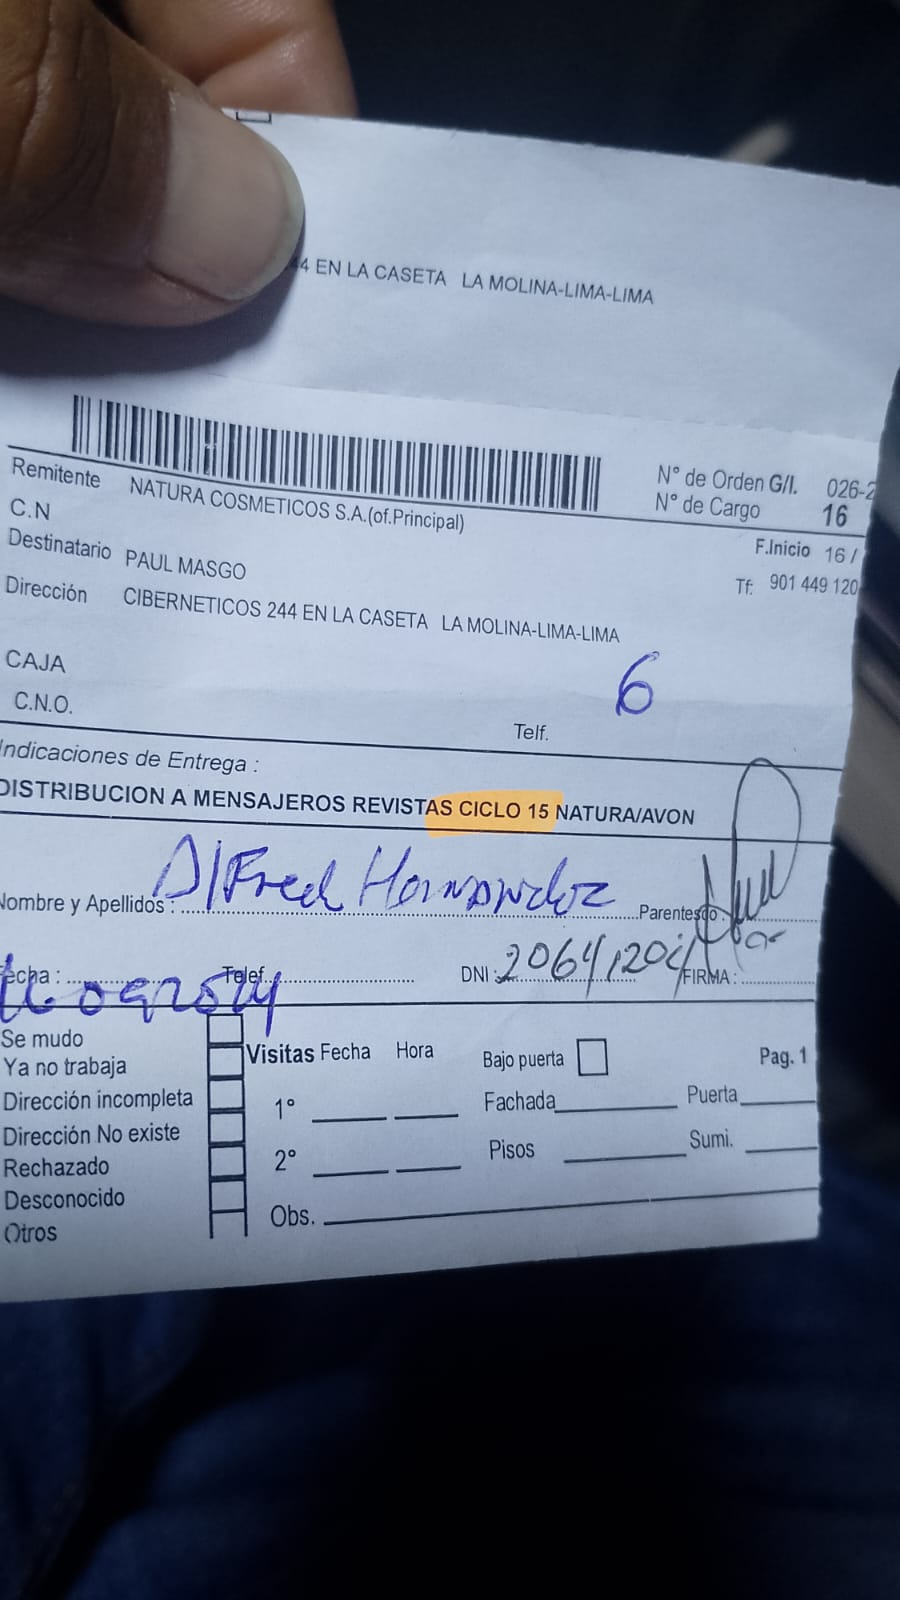 44 EN LA CASETA LA MOLINA-LIMA-LIMA
N° de Orden G/I. 026-2
N° de Cargo 16
Remitente NATURA COSMETICOS S.A.(of.Principal)
C.N
F.Inicio 16 /
Destinatario PAUL MASGO
Tf: 901 449 120
Dirección CIBERNETICOS 244 EN LA CASETA LA MOLINA-LIMA-LIMA
CAJA
6
C.N.O.
Telf.
Indicaciones de Entrega :
DISTRIBUCION A MENSAJEROS REVISTAS CICLO 15 NATURA/AVON
Nombre y Apellidos : Alfred Hernandez Parentesco :
Fecha : Telef. DNI : FIRMA :
Se mudo
Ya no trabaja
Dirección incompleta
Dirección No existe
Rechazado
Desconocido
Otros
Visitas Fecha Hora
Bajo puerta
Pag. 1
1°
Fachada
Puerta
2°
Pisos
Sumi.
Obs.